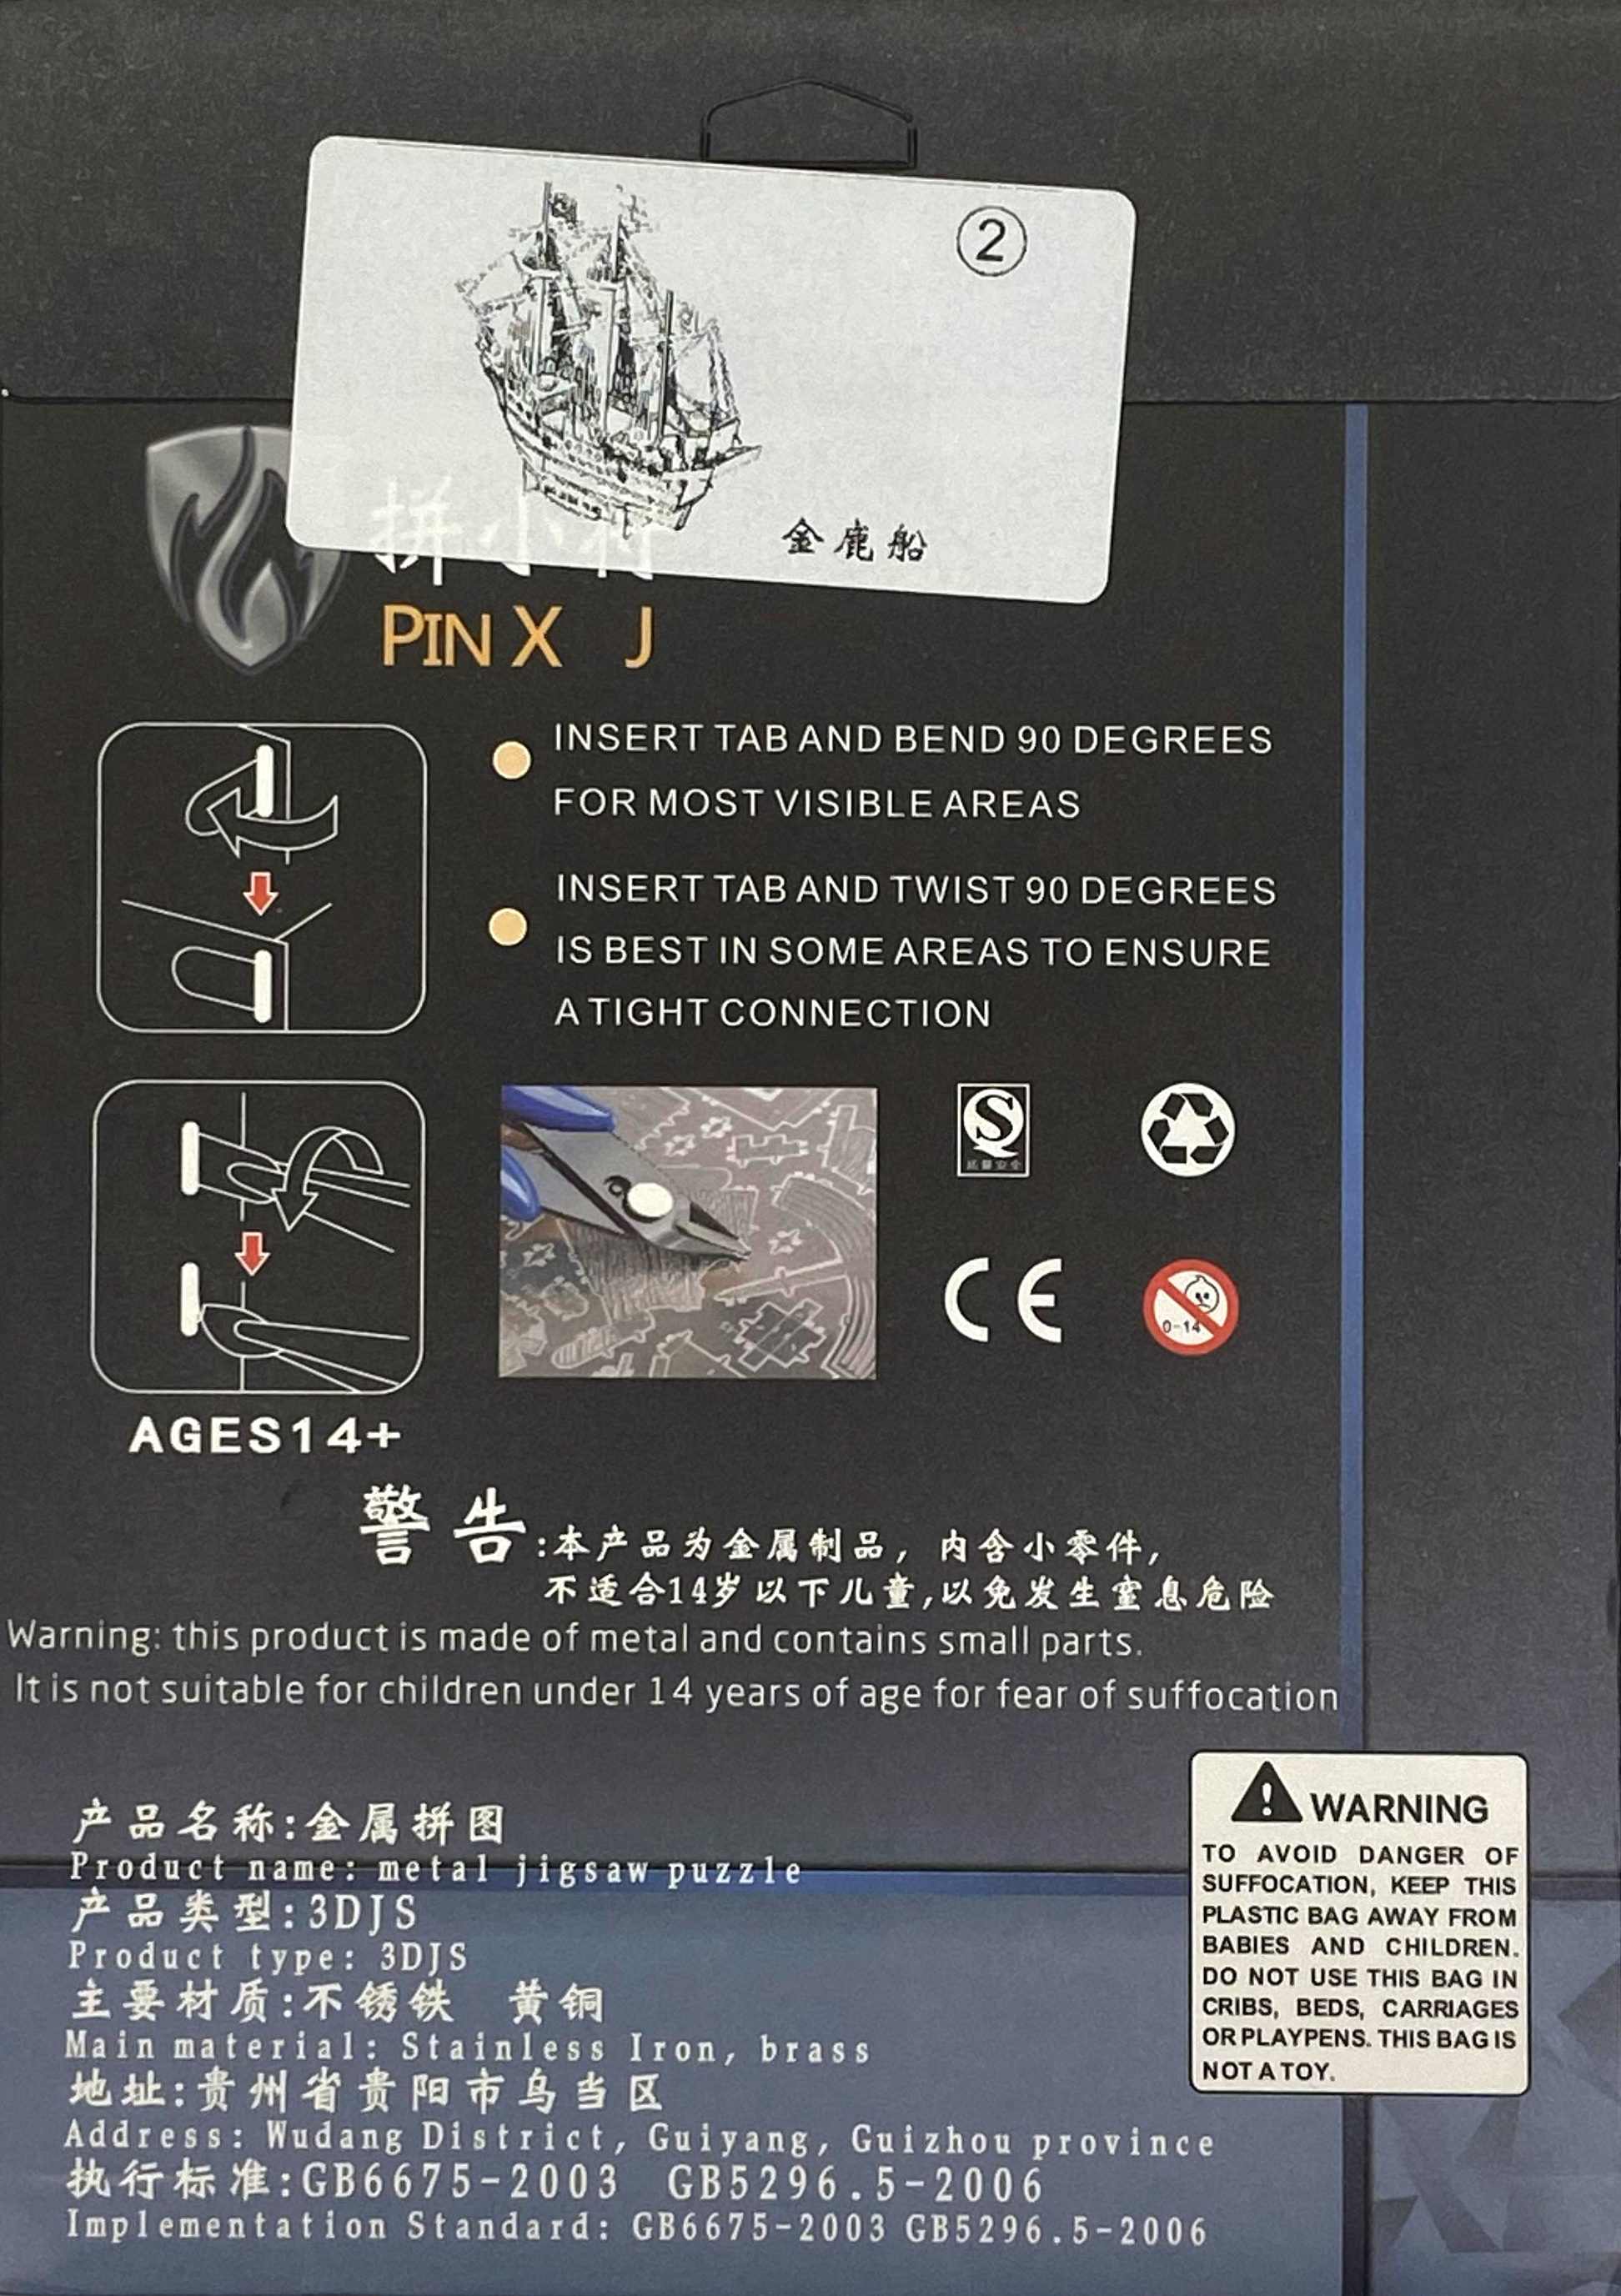 ②
金鹿船
拼小
PIN X J
INSERT TAB AND BEND 90 DEGREES
FOR MOST VISIBLE AREAS
INSERT TAB AND TWIST 90 DEGREES
IS BEST IN SOME AREAS TO ENSURE
A TIGHT CONNECTION
CE
0-14
AGES14+
警告:本产品为金属制品，内含小零件，
不适合14岁以下儿童,以免发生窒息危险
Warning: this product is made of metal and contains small parts.
It is not suitable for children under 14 years of age for fear of suffocation
产品名称:金属拼图
Product name: metal jigsaw puzzle
产品类型:3DJS
Product type: 3DJS
主要材质:不锈铁 黄铜
Main material: Stainless Iron, brass
地址:贵州省贵阳市乌当区
Address: Wudang District, Guiyang, Guizhou province
执行标准:GB6675-2003 GB5296.5-2006
Implementation Standard: GB6675-2003 GB5296.5-2006
WARNING
TO AVOID DANGER OF
SUFFOCATION, KEEP THIS
PLASTIC BAG AWAY FROM
BABIES AND CHILDREN.
DO NOT USE THIS BAG IN
CRIBS, BEDS, CARRIAGES
OR PLAYPENS. THIS BAG IS
NOT A TOY.